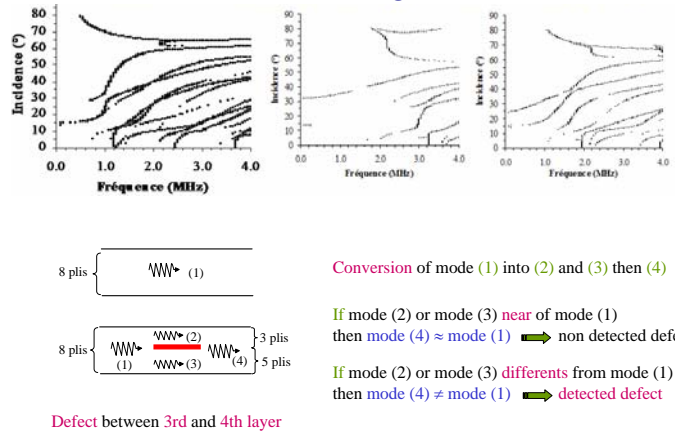 80
70
60
50
40
30
20
10
0
Incidence (°)
0.0 1.0 2.0 3.0 4.0
Fréquence (MHz)
90
80
70
60
50
40
30
20
10
0
Incidence (°)
0.0 1.0 2.0 3.0 4.0
Fréquence (MHz)
90
80
70
60
50
40
30
20
10
0
Incidence (°)
0.0 1.0 2.0 3.0 4.0
Fréquence (MHz)
8 plis
(1)
8 plis
(1)
(2)
(3)
(4)
3 plis
5 plis
Defect between 3rd and 4th layer
Conversion of mode (1) into (2) and (3) then (4)
If mode (2) or mode (3) near of mode (1)
then mode (4) ≈ mode (1) non detected defe
If mode (2) or mode (3) differents from mode (1)
then mode (4) ≠ mode (1) detected defect